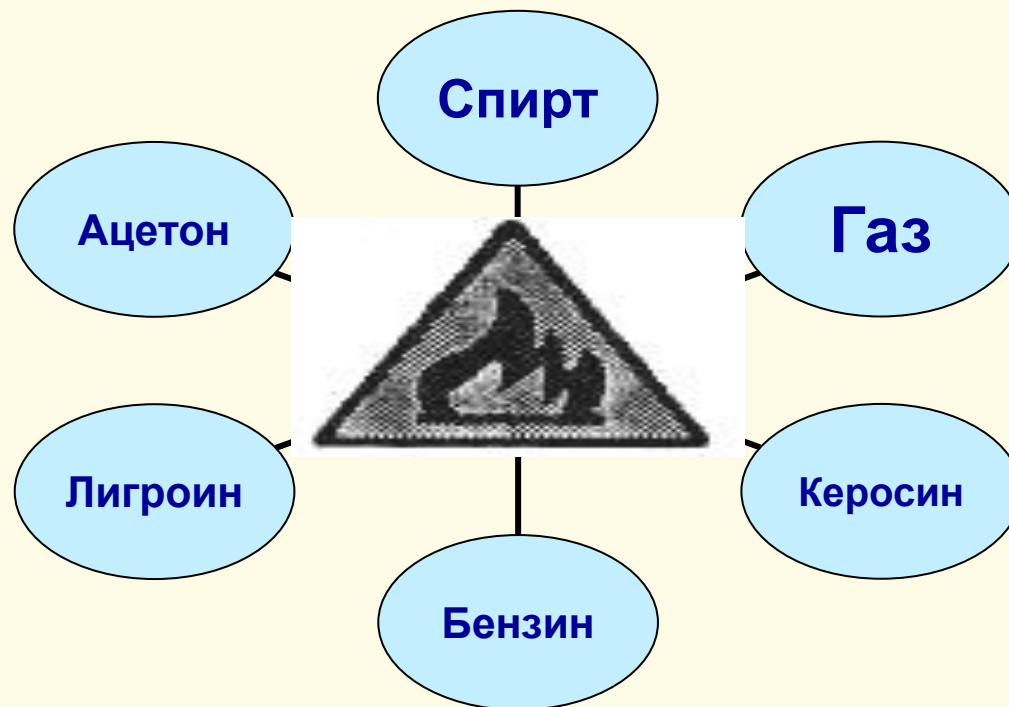 Спирт
Ацетон
Газ
Лигроин
Керосин
Бензин